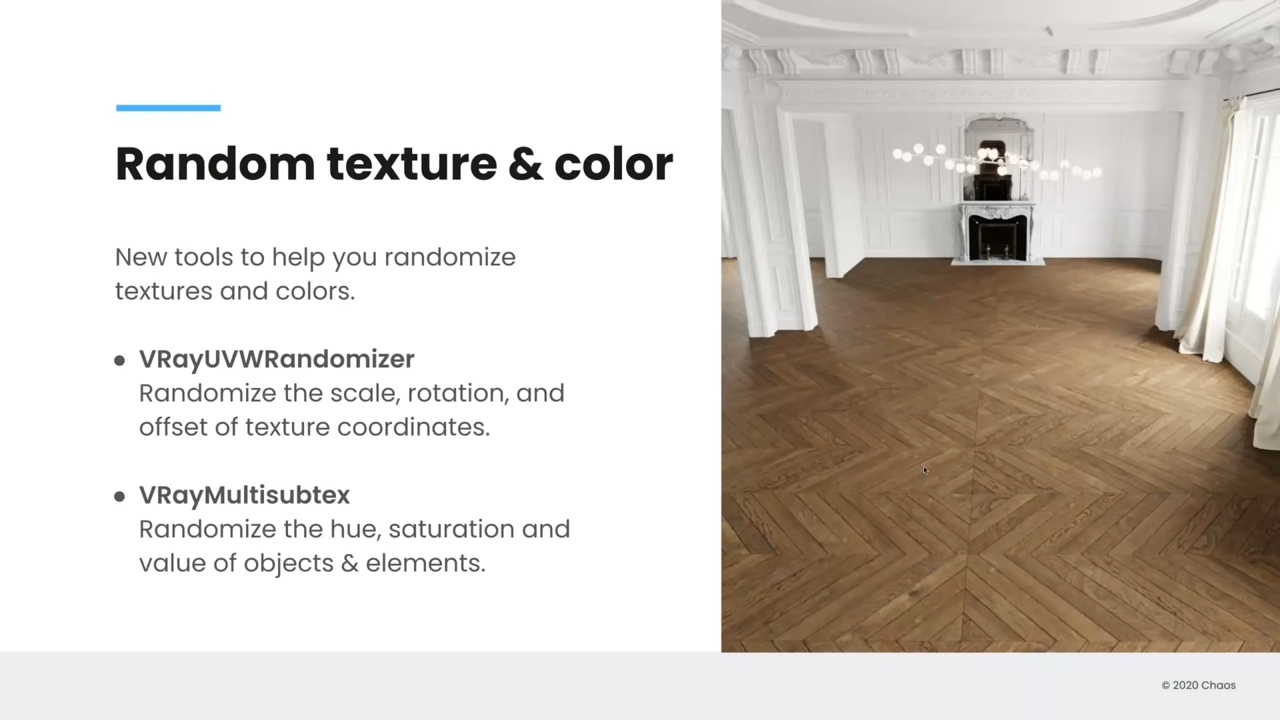 Random texture & color
New tools to help you randomize
textures and colors.
● VRayUVWRandomizer
Randomize the scale, rotation, and
offset of texture coordinates.
● VRayMultisubtex
Randomize the hue, saturation and
value of objects & elements.
© 2020 Chaos